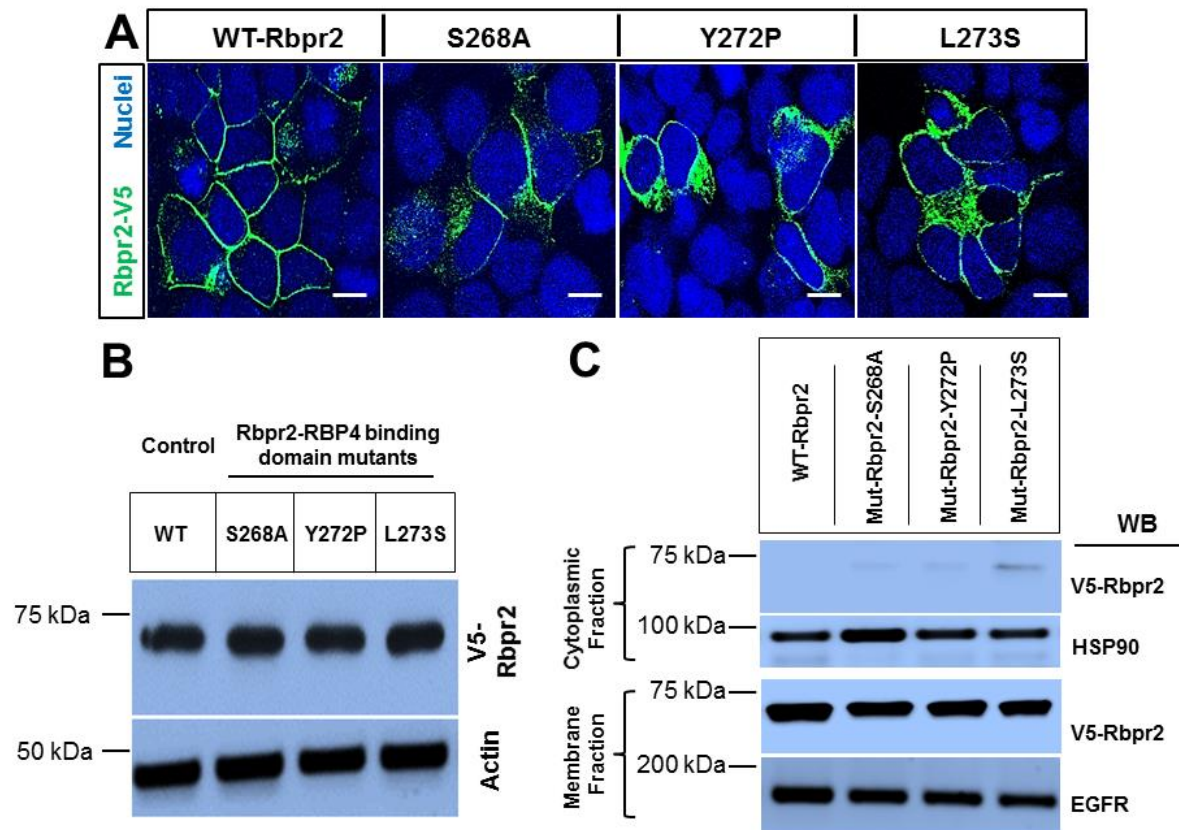 A
WT-Rbpr2
S268A
Y272P
L273S
Rbpr2-V5 Nuclei
B
Control
Rbpr2-RBP4 binding
domain mutants
WT
S268A
Y272P
L273S
75 kDa
V5-
Rbpr2
50 kDa
Actin
C
WT-Rbpr2
Mut-Rbpr2-S268A
Mut-Rbpr2-Y272P
Mut-Rbpr2-L273S
WB
Cytoplasmic
Fraction
75 kDa
V5-Rbpr2
100 kDa
HSP90
Membrane
Fraction
75 kDa
V5-Rbpr2
200 kDa
EGFR